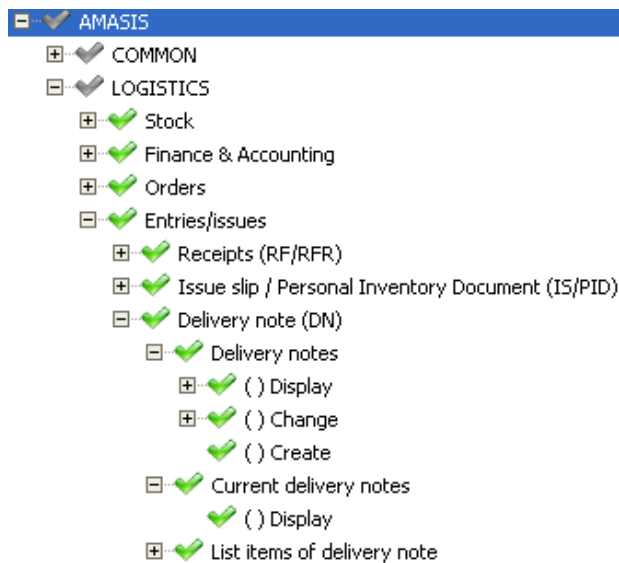 AMASIS
COMMON
LOGISTICS
Stock
Finance & Accounting
Orders
Entries/issues
Receipts (RF/RFR)
Issue slip / Personal Inventory Document (IS/PID)
Delivery note (DN)
Delivery notes
( ) Display
( ) Change
( ) Create
Current delivery notes
( ) Display
List items of delivery note